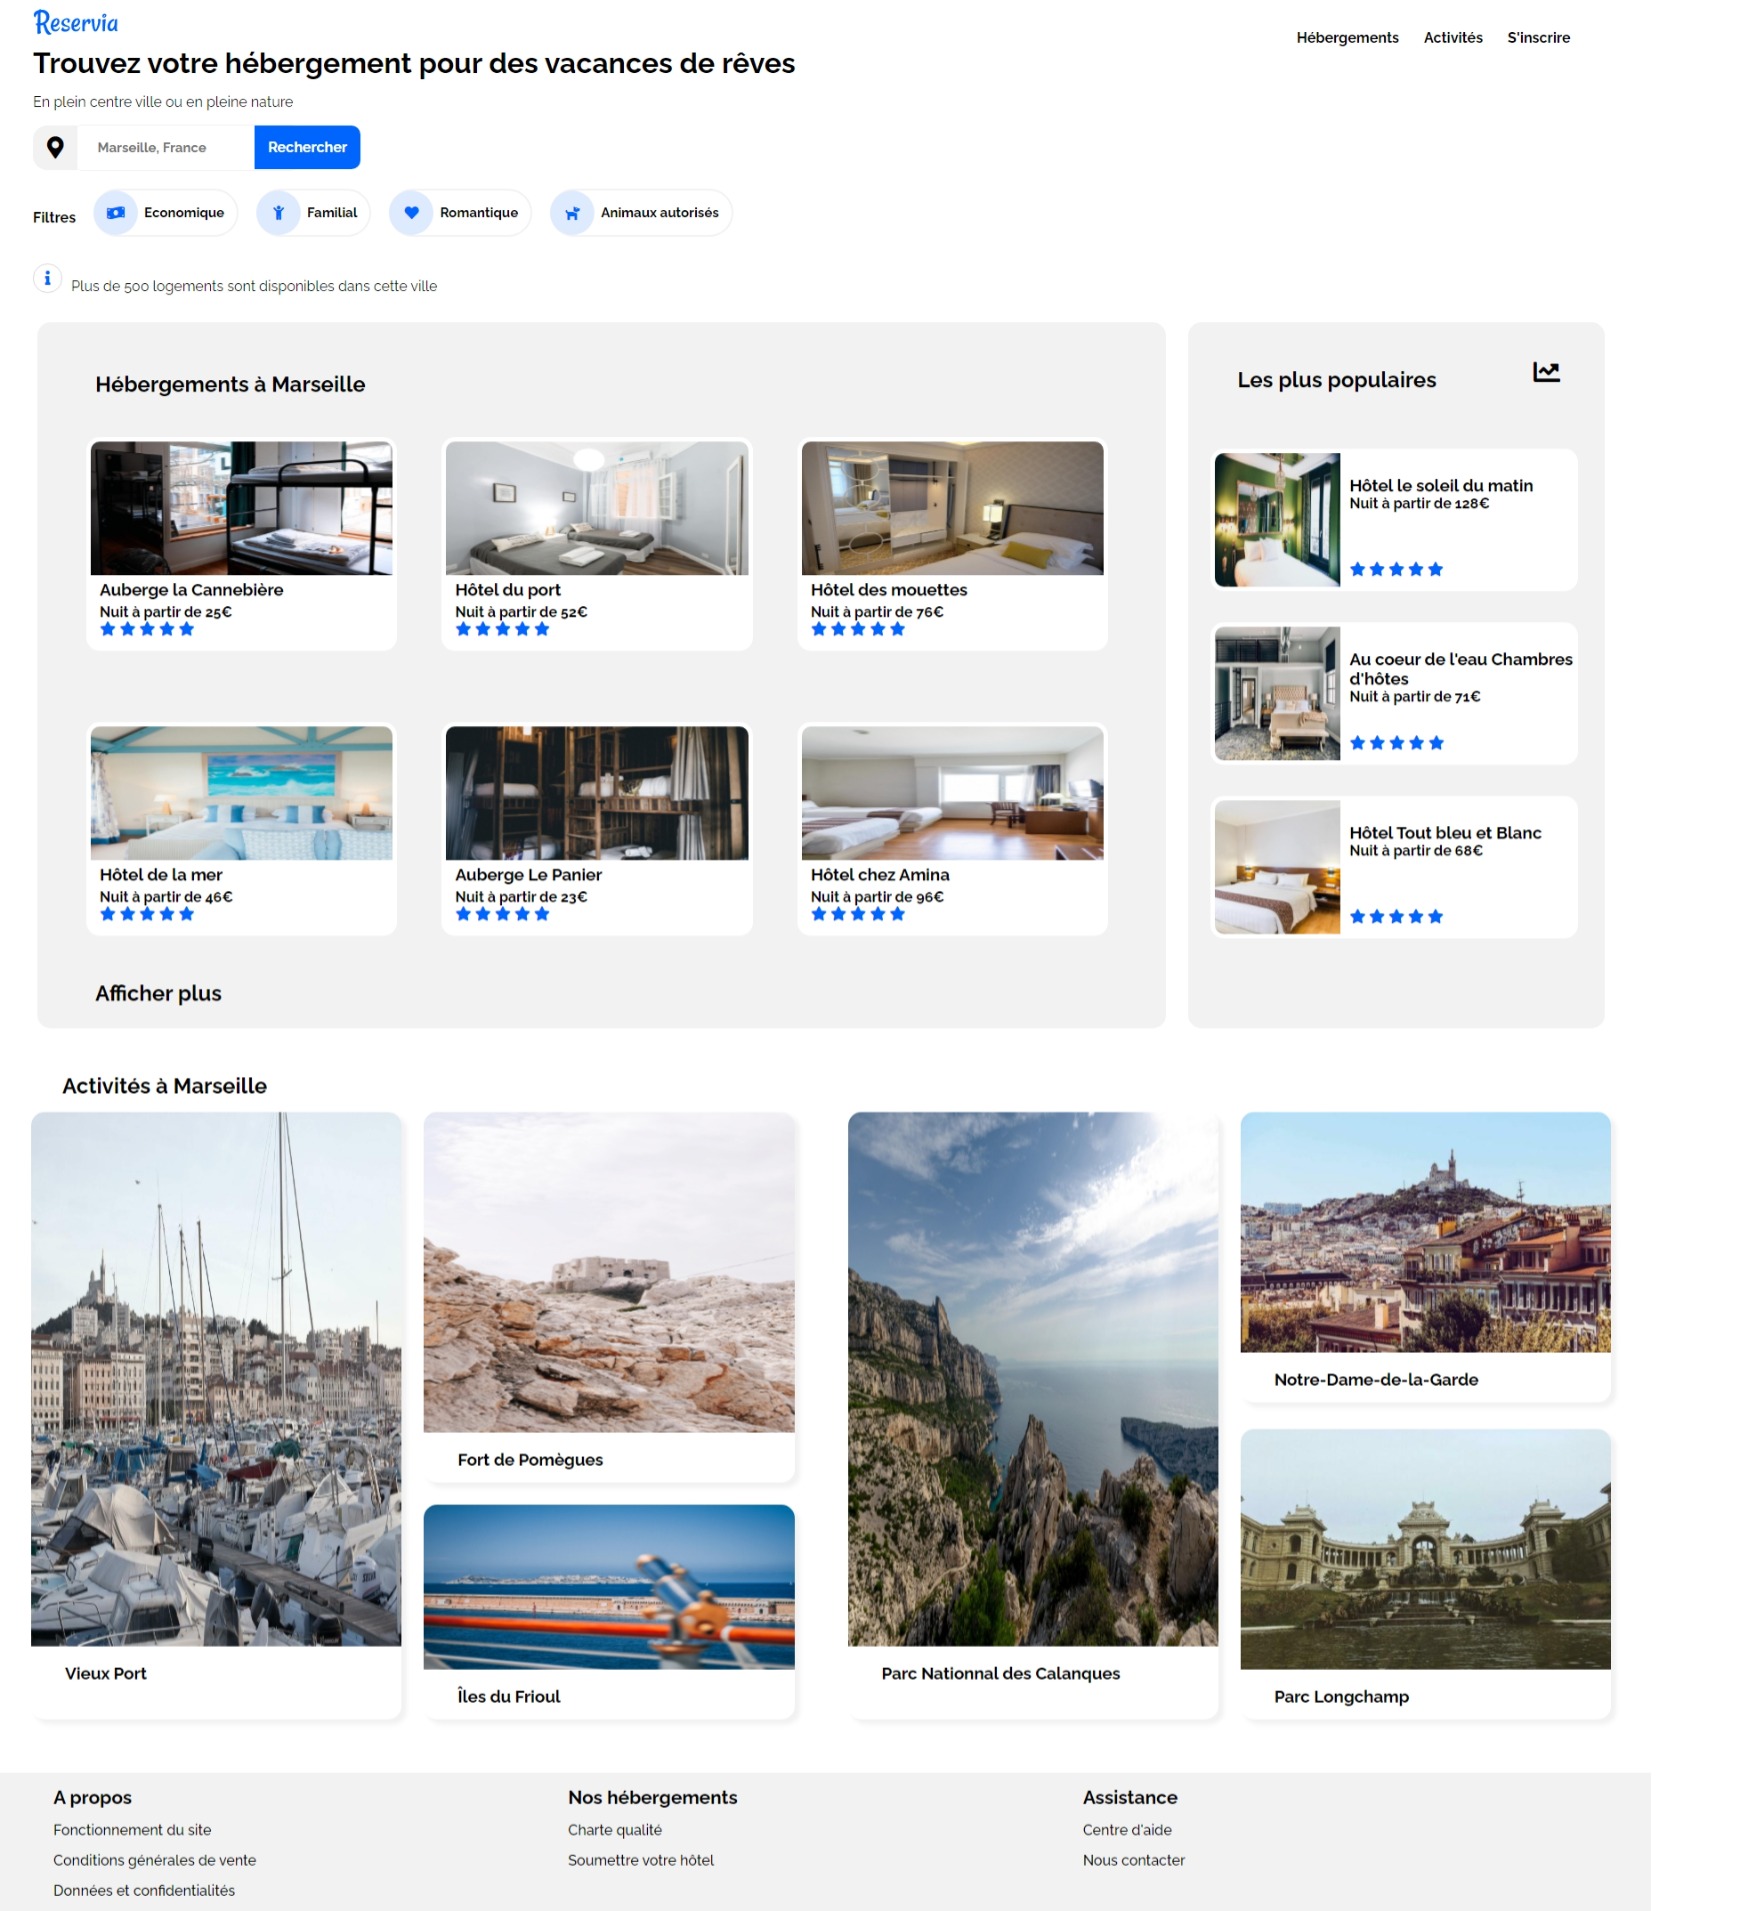 Reservia
Hébergements Activités S'inscrire
Trouvez votre hébergement pour des vacances de rêves
En plein centre ville ou en pleine nature
Marseille, France Rechercher
Filtres Economique Familial Romantique Animaux autorisés
Plus de 500 logements sont disponibles dans cette ville
Hébergements à Marseille
Auberge la Cannebière
Nuit à partir de 25€
Hôtel du port
Nuit à partir de 52€
Hôtel des mouettes
Nuit à partir de 76€
Hôtel de la mer
Nuit à partir de 46€
Auberge Le Panier
Nuit à partir de 23€
Hôtel chez Amina
Nuit à partir de 96€
Afficher plus
Les plus populaires
Hôtel le soleil du matin
Nuit à partir de 128€
Au coeur de l'eau Chambres
d'hôtes
Nuit à partir de 71€
Hôtel Tout bleu et Blanc
Nuit à partir de 68€
Activités à Marseille
Vieux Port
Fort de Pomègues
Îles du Frioul
Parc Nationnal des Calanques
Notre-Dame-de-la-Garde
Parc Longchamp
A propos
Fonctionnement du site
Conditions générales de vente
Données et confidentialités
Nos hébergements
Charte qualité
Soumettre votre hôtel
Assistance
Centre d'aide
Nous contacter